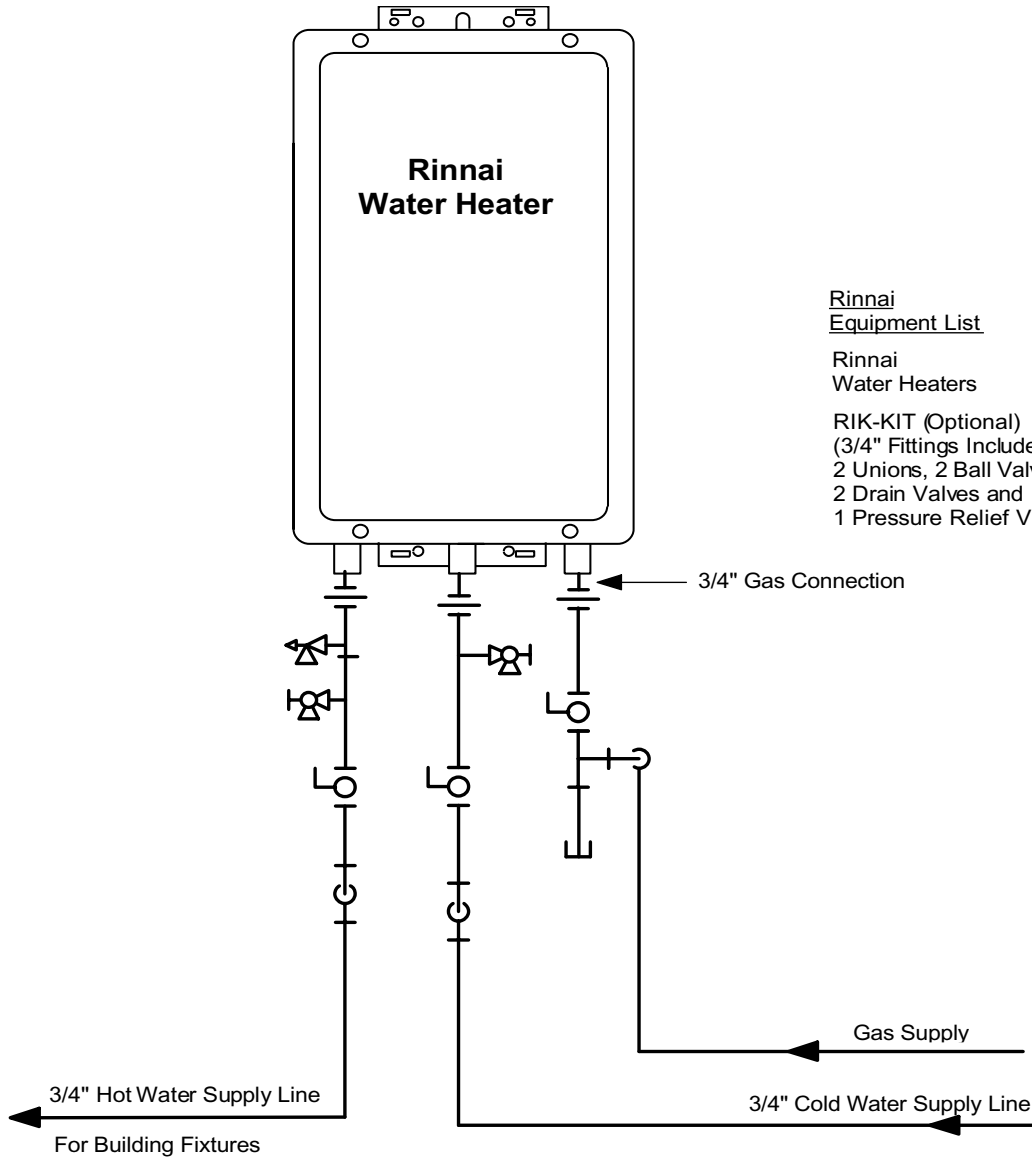 Rinnai
Water Heater
Rinnai
Equipment List
Rinnai
Water Heaters
RIK-KIT (Optional)
(3/4" Fittings Include
2 Unions, 2 Ball Val
2 Drain Valves and
1 Pressure Relief V
3/4" Gas Connection
Gas Supply
3/4" Hot Water Supply Line
3/4" Cold Water Supply Line
For Building Fixtures